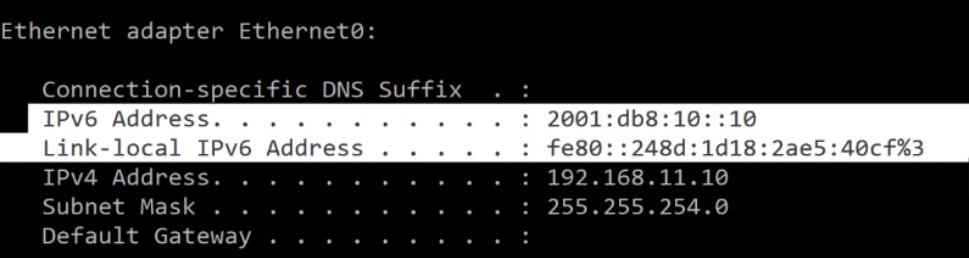 Ethernet adapter Ethernet0:
Connection-specific DNS Suffix . :
IPv6 Address. . . . . . . . . . . : 2001:db8:10::10
Link-local IPv6 Address . . . . . : fe80::248d:1d18:2ae5:40cf%3
IPv4 Address. . . . . . . . . . . : 192.168.11.10
Subnet Mask . . . . . . . . . . . : 255.255.254.0
Default Gateway . . . . . . . . . :